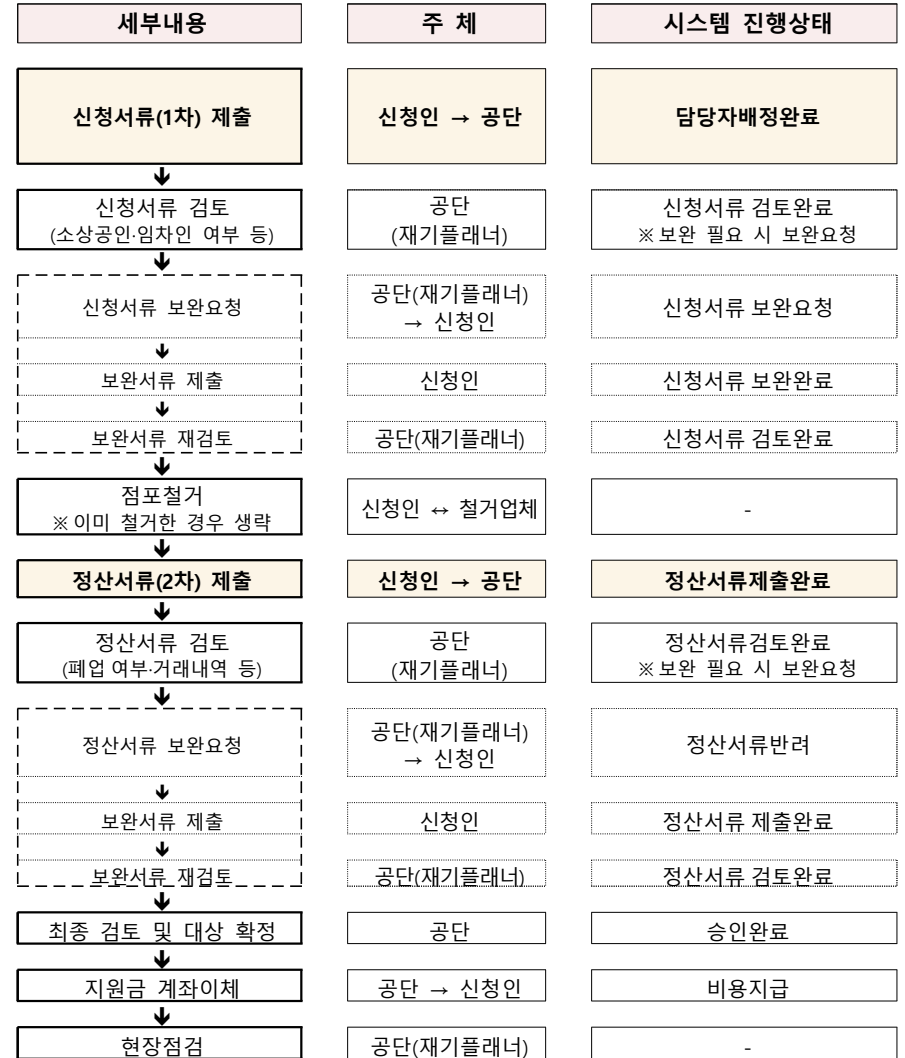 세부내용 주 체 시스템 진행상태
신청서류(1차) 제출 신청인 → 공단 담당자배정완료
신청서류 검토 공단 신청서류 검토완료
(소상공인·임차인 여부 등) (재기플래너) ※ 보완 필요 시 보완요청
신청서류 보완요청 공단(재기플래너) 신청서류 보완요청
→ 신청인
보완서류 제출 신청인 신청서류 보완완료
보완서류 재검토 공단(재기플래너) 신청서류 검토완료
점포철거 신청인 ↔ 철거업체 -
※ 이미 철거한 경우 생략
정산서류(2차) 제출 신청인 → 공단 정산서류제출완료
정산서류 검토 공단 정산서류검토완료
(폐업 여부·거래내역 등) (재기플래너) ※ 보완 필요 시 보완요청
정산서류 보완요청 공단(재기플래너) 정산서류반려
→ 신청인
보완서류 제출 신청인 정산서류 제출완료
보완서류 재검토 공단(재기플래너) 정산서류 검토완료
최종 검토 및 대상 확정 공단 승인완료
지원금 계좌이체 공단 → 신청인 비용지급
현장점검 공단(재기플래너) -